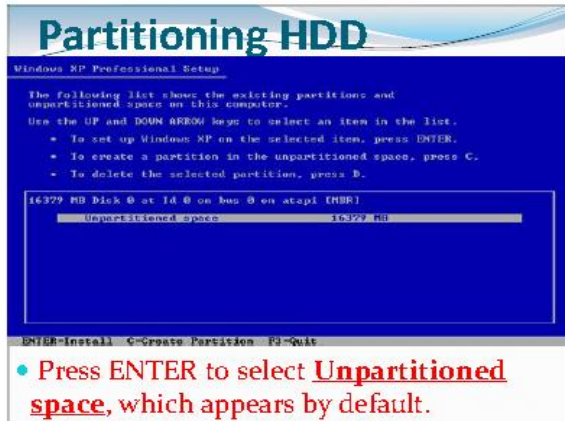 Partitioning HDD
Windows XP Professional Setup
The following list shows the existing partitions and
unpartitioned space on this computer.
Use the UP and DOWN ARROW keys to select an item in the list.
• To set up Windows XP on the selected item, press ENTER.
• To create a partition in the unpartitioned space, press C.
• To delete the selected partition, press D.
16379 MB Disk 0 at Id 0 on bus 0 on atapi [MBR]
Unpartitioned space 16379 MB
ENTER=Install C=Create Partition F3=Quit
• Press ENTER to select Unpartitioned
space, which appears by default.